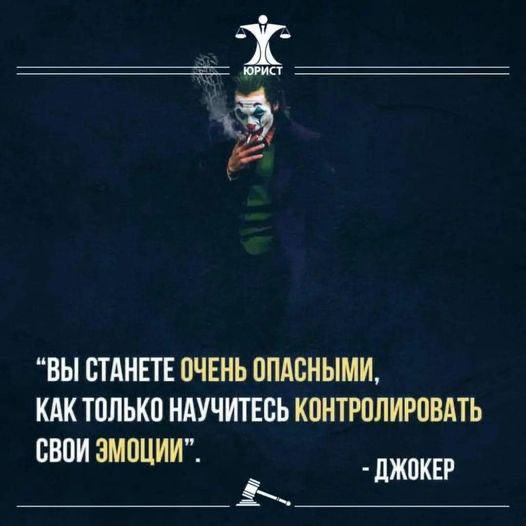 ЮРИСТ
“ВЫ СТАНЕТЕ ОЧЕНЬ ОПАСНЫМИ,
КАК ТОЛЬКО НАУЧИТЕСЬ КОНТРОЛИРОВАТЬ
СВОИ ЭМОЦИИ”.
- ДЖОКЕР